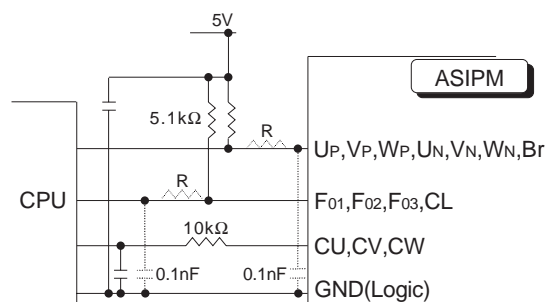 5V
ASIPM
5.1kΩ
R
UP,VP,WP,UN,VN,WN,Br
R
CPU
F01,F02,F03,CL
10kΩ
CU,CV,CW
0.1nF
0.1nF
GND(Logic)